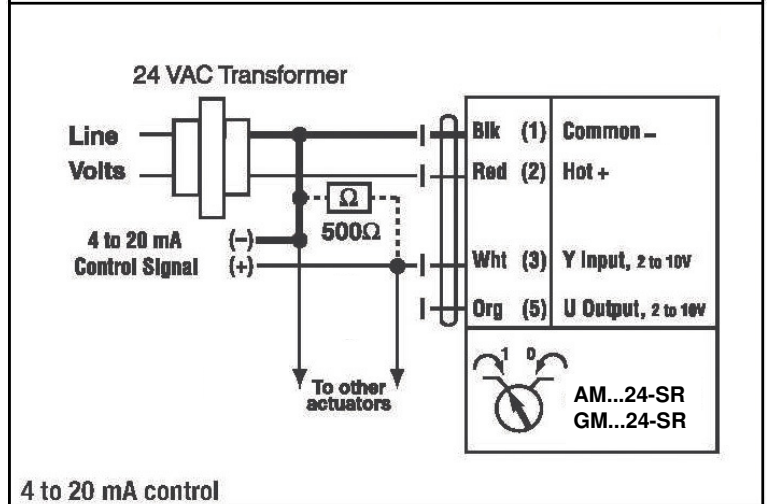 24 VAC Transformer
Line
Volts
Blk (1) Common –
Red (2) Hot +
Ω
500Ω
4 to 20 mA
Control Signal
(–)
(+)
Wht (3) Y Input, 2 to 10V
Org (5) U Output, 2 to 10V
To other
actuators
1 0
AM...24-SR
GM...24-SR
4 to 20 mA control